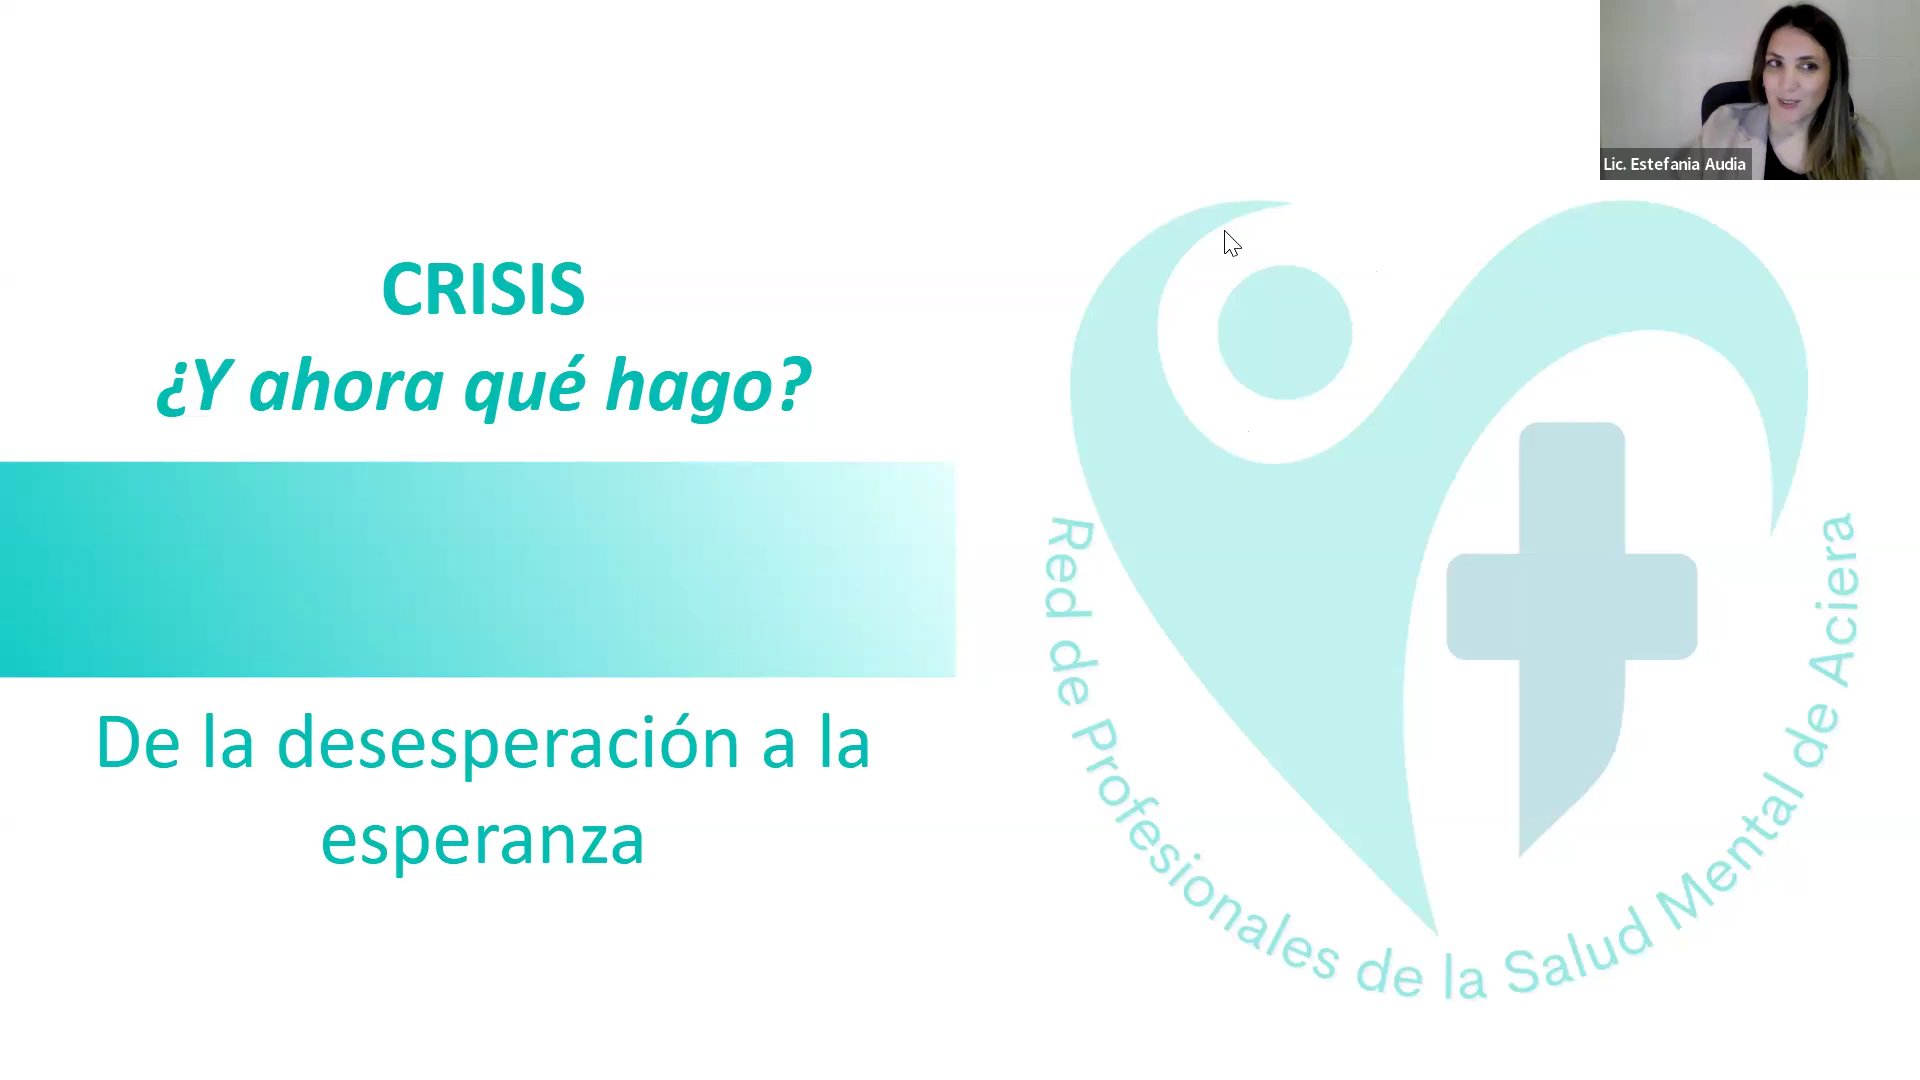 Lic. Estefania Audia
CRISIS
¿Y ahora qué hago?
De la desesperación a la
esperanza
Red de Profesionales de la Salud Mental de Aciera